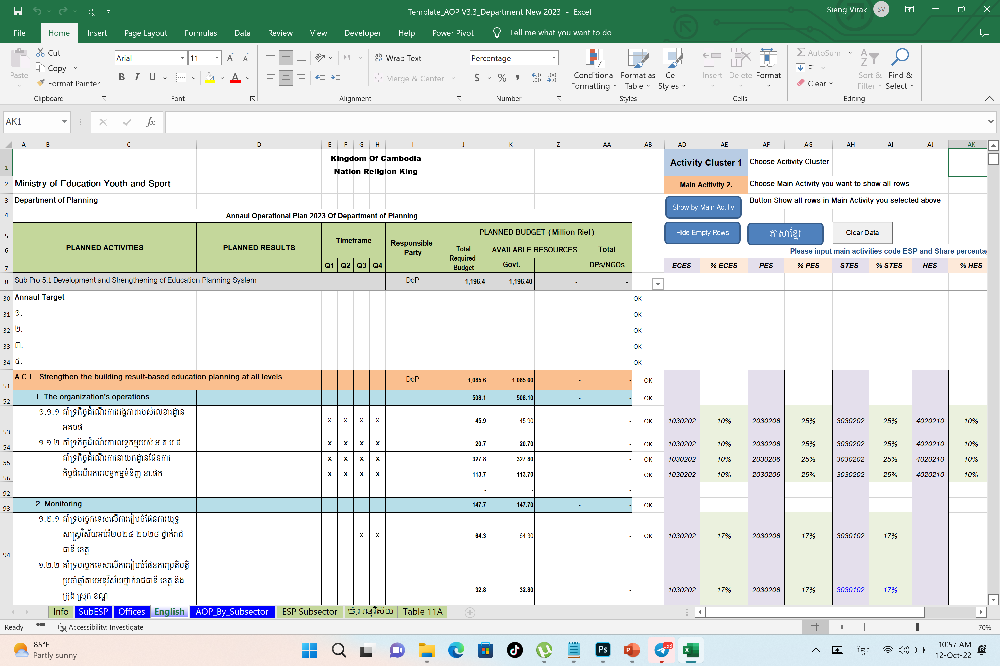 Template_AOP V3.3_Department New 2023 - Excel
Sieng Virak SV
File Home Insert Page Layout Formulas Data Review View Developer Help Power Pivot Tell me what you want to do
Paste Cut Copy Format Painter
Clipboard
Arial 11
B I U
Font
Wrap Text
Merge & Center
Alignment
Percentage
$ %
Number
Conditional Formatting
Format as Table
Cell Styles
Styles
Insert Delete Format
Cells
AutoSum
Fill
Clear
Sort & Filter
Find & Select
Editing
AK1 fx
A B C D E F G H I J K Z AA AB AD AE AF AG AH AI AJ AK
1 Kingdom Of Cambodia
Nation Religion King
Activity Cluster 1 Choose Acitivity Cluster
2 Ministry of Education Youth and Sport Main Acitivity 2. Choose Main Activity you want to show all rows
3 Department of Planning Show by Main Actitiy Button Show all rows in Main Activity you selected above
4 Annaul Operational Plan 2023 Of Department of Planning
5 PLANNED ACTIVITIES PLANNED RESULTS Timeframe Responsible Party PLANNED BUDGET ( Million Riel )
Hide Empty Rows ភាសាខ្មែរ Clear Data
6 Total Required Budget AVAILABLE RESOURCES Total Please input main activities code ESP and Share percentag
7 Q1 Q2 Q3 Q4 Govt. DPs/NGOs ECES % ECES PES % PES STES % STES HES % HES
8 Sub Pro 5.1 Development and Strengthening of Education Planning System DoP 1,196.4 1,196.40 - -
30 Annaul Target OK
31 ១. OK
32 ២. OK
33 ៣. OK
34 ៤. OK
51 A.C 1 : Strengthen the building result-based education planning at all levels DoP 1,085.6 1,085.60 - - OK
52 1. The organization's operations 508.1 508.10 - - OK
53 ១.១.១ គាំទ្រកិច្ចដំណើរការអង្គភាពរបស់លេខារដ្ឋាន
អគបផ x x x x 45.9 45.90 - OK 1030202 10% 2030206 25% 3030202 25% 4020210 10%
54 ១.១.២ គាំទ្រកិច្ចដំណើរការលទ្ធកម្មរបស់ អ.គ.ប.ផ x x x x 20.7 20.70 - OK 1030202 10% 2030206 25% 3030202 25% 4020210 10%
55 គាំទ្រកិច្ចដំណើរការនាយកដ្ឋានផែនការ x x x x 327.8 327.80 - OK 1030202 10% 2030206 25% 3030202 25% 4020210 10%
56 កិច្ចដំណើរការលទ្ធកម្មទំនិញ នា.ផក x x x x 113.7 113.70 - OK 1030202 10% 2030206 25% 3030202 25% 4020210 10%
92 - - - -
93 2. Monitoring 147.7 147.70 - - OK
94 ១.២.១ គាំទ្របច្ចេកទេសលើការរៀបចំផែនការយុទ្ធ
សាស្ត្រវិស័យអប់រំ២០២៤-២០២៨ ថ្នាក់រាជ
ធានី ខេត្ត x x 64.3 64.30 - OK 1030202 17% 2030206 17% 3030102 17%
១.២.២ គាំទ្របច្ចេកទេសលើការរៀបចំផែនការប្រតិបត្តិ
ប្រចាំឆ្នាំតាមអនុវិស័យថ្នាក់រាជធានី ខេត្ត និង
ក្រុង ស្រុក ខណ្ឌ 32.8 32.80 - 1030202 17% 2030206 17% 3030102 17%
Info SubESP Offices English AOP_By_Subsector ESP Subsector ចំ.អនុវិស័យ Table 11A
Ready Accessibility: Investigate 70%
85°F
Partly sunny
Ps P X 53 ខ្មែរ
10:57 AM
12-Oct-22